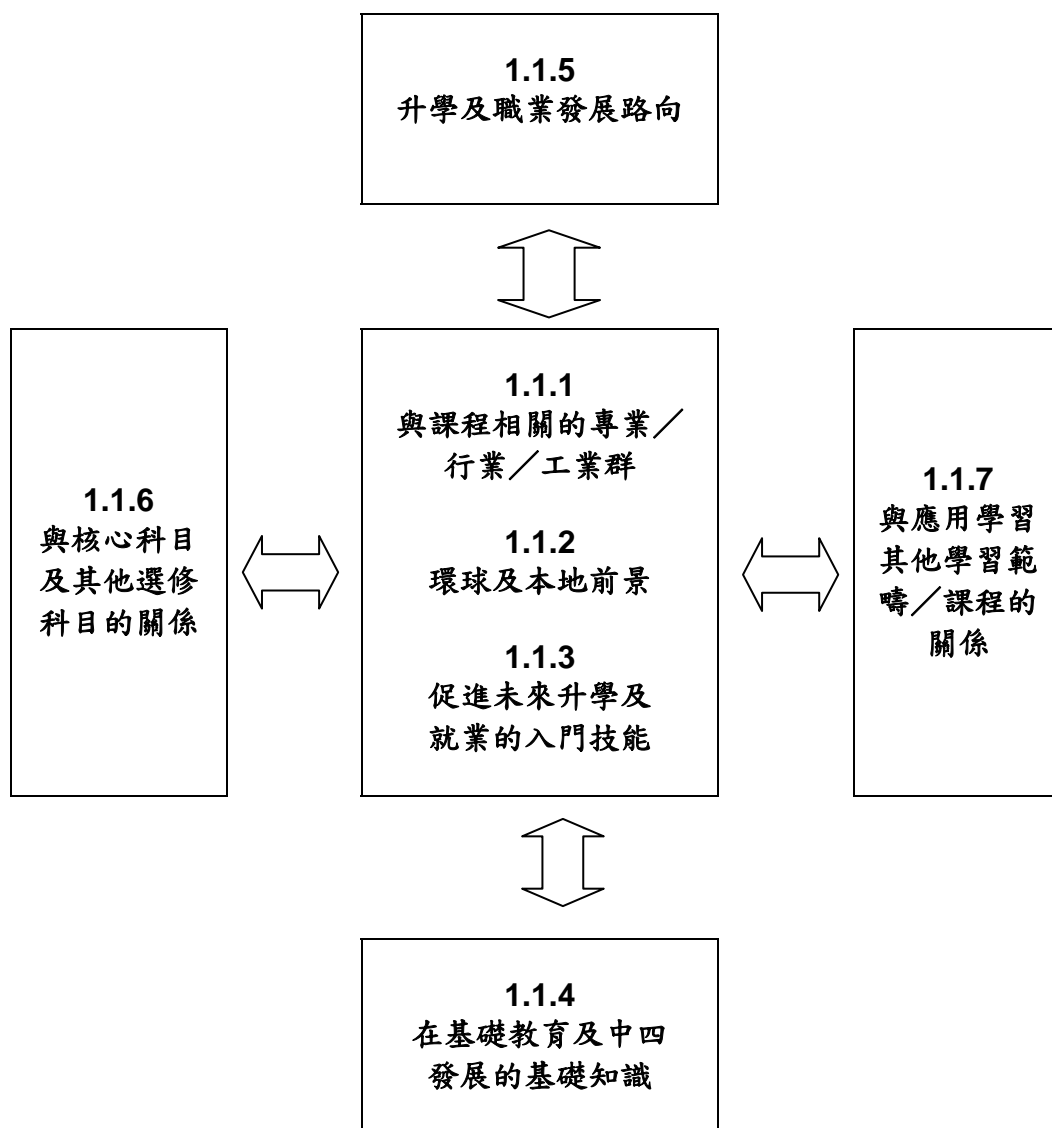 1.1.5
升學及職業發展路向
1.1.6
與核心科目
及其他選修
科目的關係
1.1.1
與課程相關的專業／
行業／工業群
1.1.2
環球及本地前景
1.1.3
促進未來升學及
就業的入門技能
1.1.7
與應用學習
其他學習範
疇／課程的
關係
1.1.4
在基礎教育及中四
發展的基礎知識